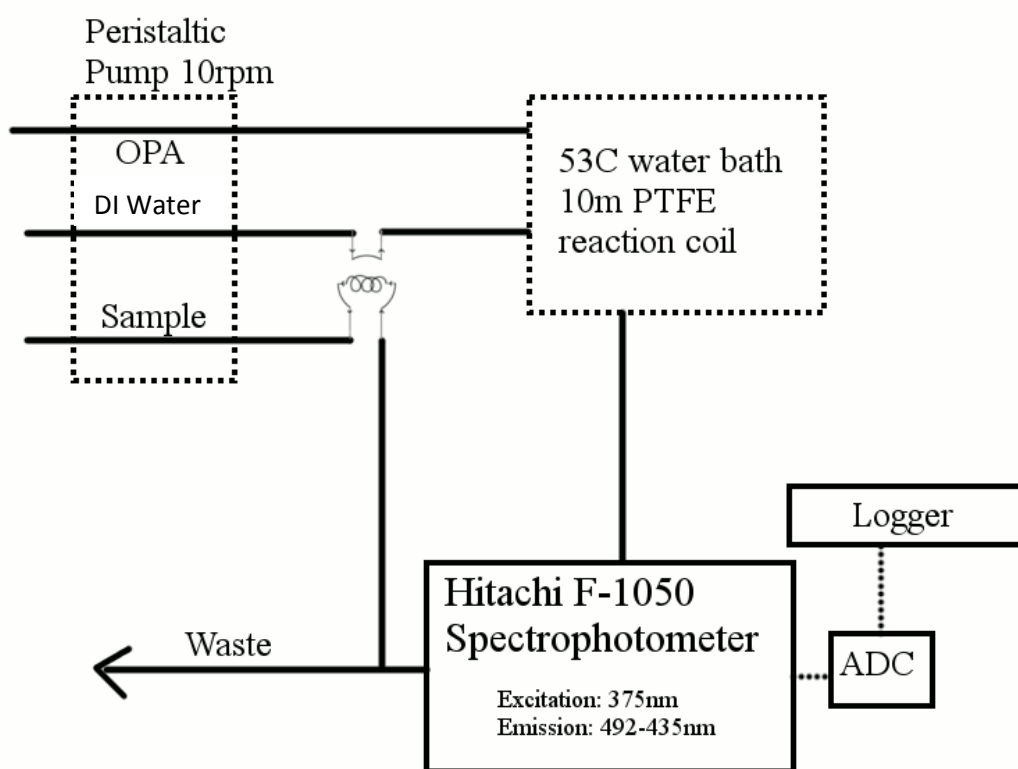 Peristaltic
Pump 10rpm
OPA
DI Water
Sample
53C water bath
10m PTFE
reaction coil
Logger
Hitachi F-1050
Spectrophotometer
Excitation: 375nm
Emission: 492-435nm
ADC
Waste